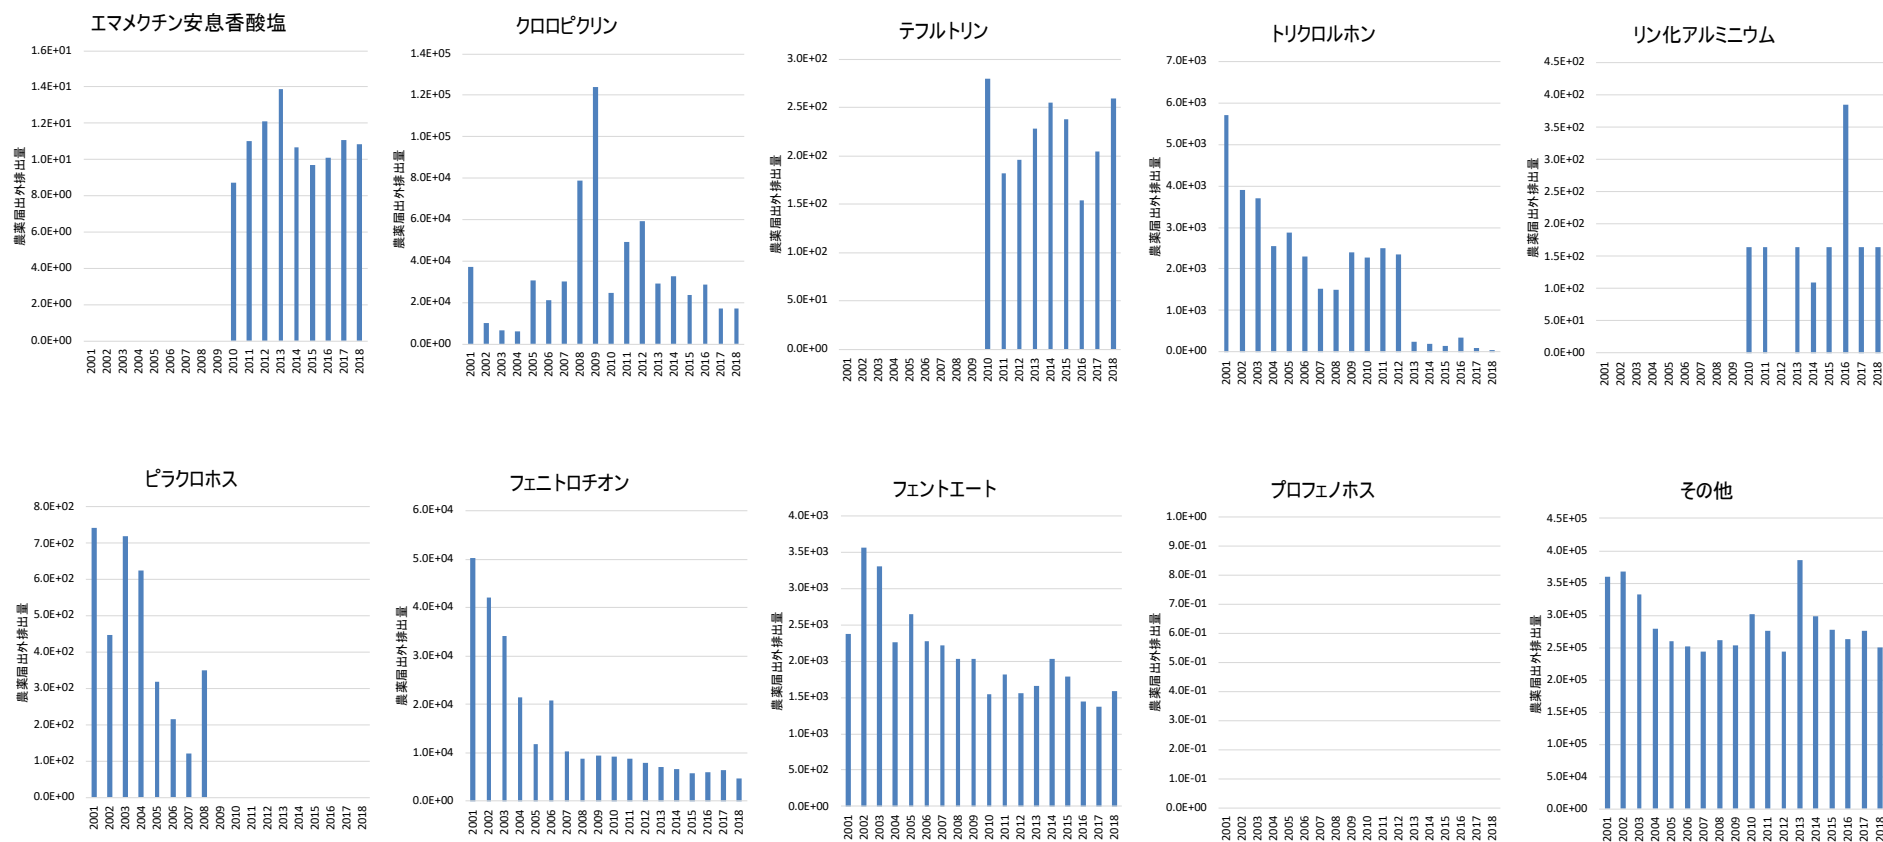 エマメクチン安息香酸塩
1.6E+01
1.4E+01
1.2E+01
1.0E+01
8.0E+00
6.0E+00
4.0E+00
2.0E+00
0.0E+00
農薬届出外排出量
2001 2002 2003 2004 2005 2006 2007 2008 2009 2010 2011 2012 2013 2014 2015 2016 2017 2018
クロロピクリン
1.4E+05
1.2E+05
1.0E+05
8.0E+04
6.0E+04
4.0E+04
2.0E+04
0.0E+00
農薬届出外排出量
2001 2002 2003 2004 2005 2006 2007 2008 2009 2010 2011 2012 2013 2014 2015 2016 2017 2018
テフルトリン
3.0E+02
2.5E+02
2.0E+02
1.5E+02
1.0E+02
5.0E+01
0.0E+00
農薬届出外排出量
2001 2002 2003 2004 2005 2006 2007 2008 2009 2010 2011 2012 2013 2014 2015 2016 2017 2018
トリクロルホン
7.0E+03
6.0E+03
5.0E+03
4.0E+03
3.0E+03
2.0E+03
1.0E+03
0.0E+00
農薬届出外排出量
2001 2002 2003 2004 2005 2006 2007 2008 2009 2010 2011 2012 2013 2014 2015 2016 2017 2018
リン化アルミニウム
4.5E+02
4.0E+02
3.5E+02
3.0E+02
2.5E+02
2.0E+02
1.5E+02
1.0E+02
5.0E+01
0.0E+00
農薬届出外排出量
2001 2002 2003 2004 2005 2006 2007 2008 2009 2010 2011 2012 2013 2014 2015 2016 2017 2018
ピラクロホス
8.0E+02
7.0E+02
6.0E+02
5.0E+02
4.0E+02
3.0E+02
2.0E+02
1.0E+02
0.0E+00
農薬届出外排出量
2001 2002 2003 2004 2005 2006 2007 2008 2009 2010 2011 2012 2013 2014 2015 2016 2017 2018
フェニトロチオン
6.0E+04
5.0E+04
4.0E+04
3.0E+04
2.0E+04
1.0E+04
0.0E+00
農薬届出外排出量
2001 2002 2003 2004 2005 2006 2007 2008 2009 2010 2011 2012 2013 2014 2015 2016 2017 2018
フェントエート
4.0E+03
3.5E+03
3.0E+03
2.5E+03
2.0E+03
1.5E+03
1.0E+03
5.0E+02
0.0E+00
農薬届出外排出量
2001 2002 2003 2004 2005 2006 2007 2008 2009 2010 2011 2012 2013 2014 2015 2016 2017 2018
プロフェノホス
1.0E+00
9.0E-01
8.0E-01
7.0E-01
6.0E-01
5.0E-01
4.0E-01
3.0E-01
2.0E-01
1.0E-01
0.0E+00
農薬届出外排出量
2001 2002 2003 2004 2005 2006 2007 2008 2009 2010 2011 2012 2013 2014 2015 2016 2017 2018
その他
4.5E+05
4.0E+05
3.5E+05
3.0E+05
2.5E+05
2.0E+05
1.5E+05
1.0E+05
5.0E+04
0.0E+00
農薬届出外排出量
2001 2002 2003 2004 2005 2006 2007 2008 2009 2010 2011 2012 2013 2014 2015 2016 2017 2018